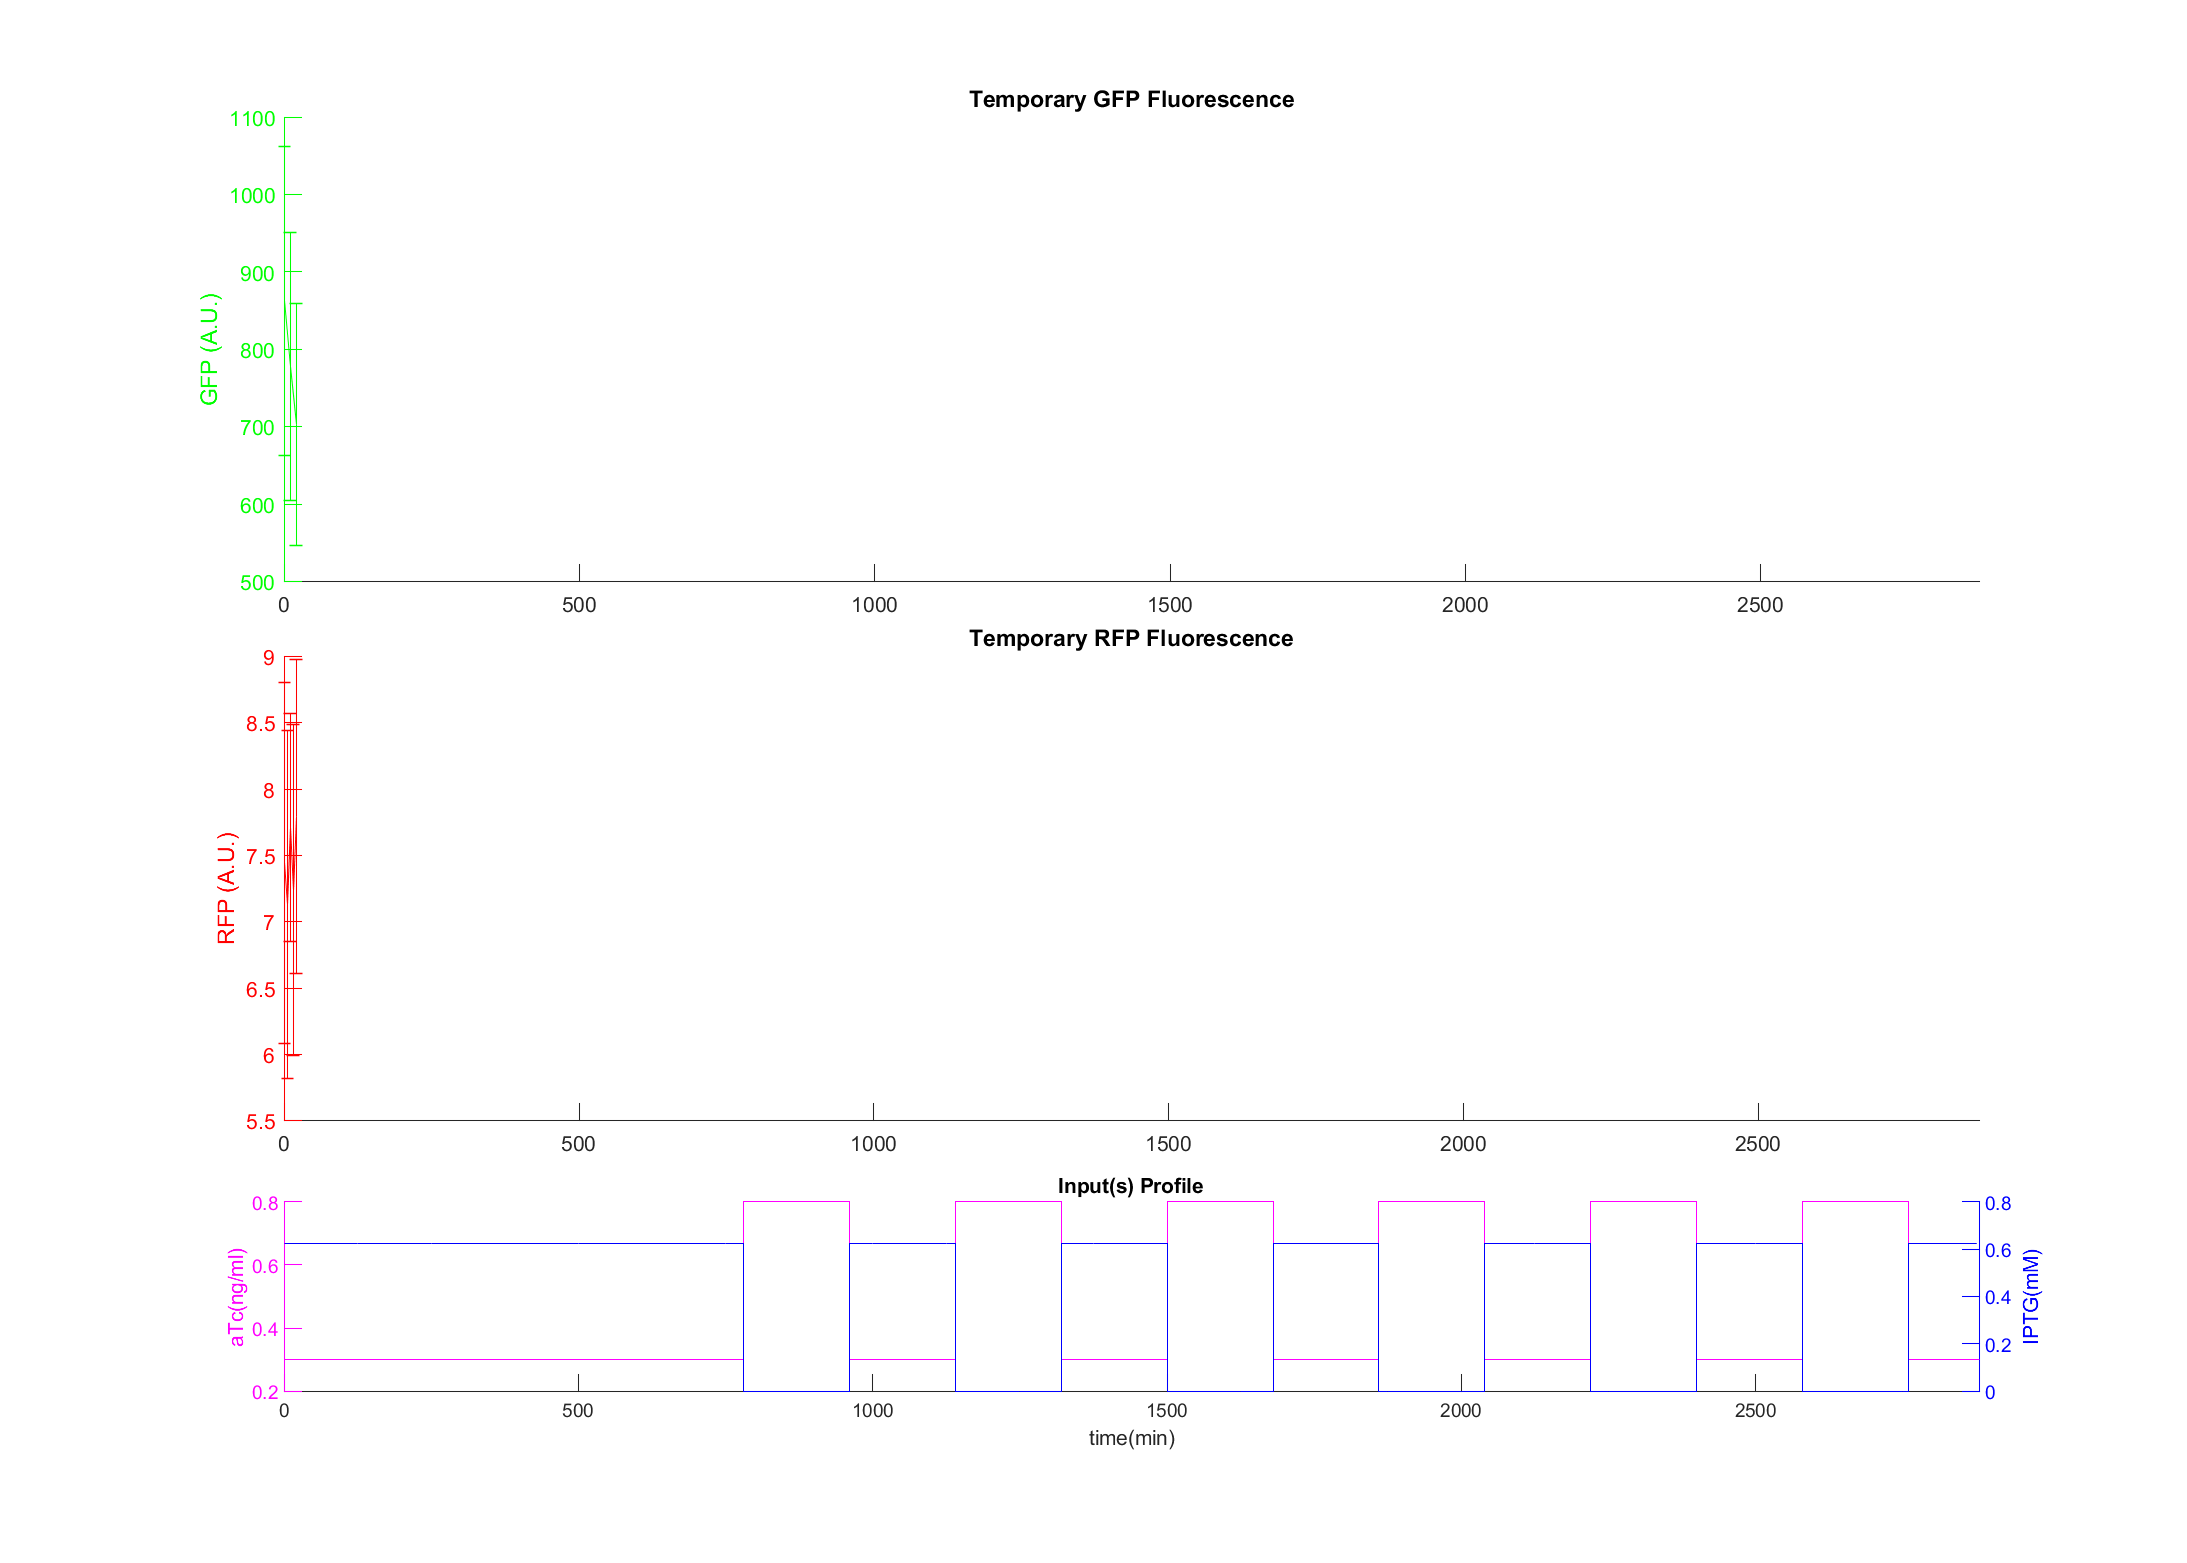 Temporary GFP Fluorescence
1100
1000
900
800
700
600
500
GFP (A.U.)
0 500 1000 1500 2000 2500
Temporary RFP Fluorescence
9
8.5
8
7.5
7
6.5
6
5.5
RFP (A.U.)
0 500 1000 1500 2000 2500
Input(s) Profile
0.8
0.6
0.4
0.2
aTc(ng/ml)
0.8
0.6
0.4
0.2
0
IPTG(mM)
0 500 1000 1500 2000 2500
time(min)